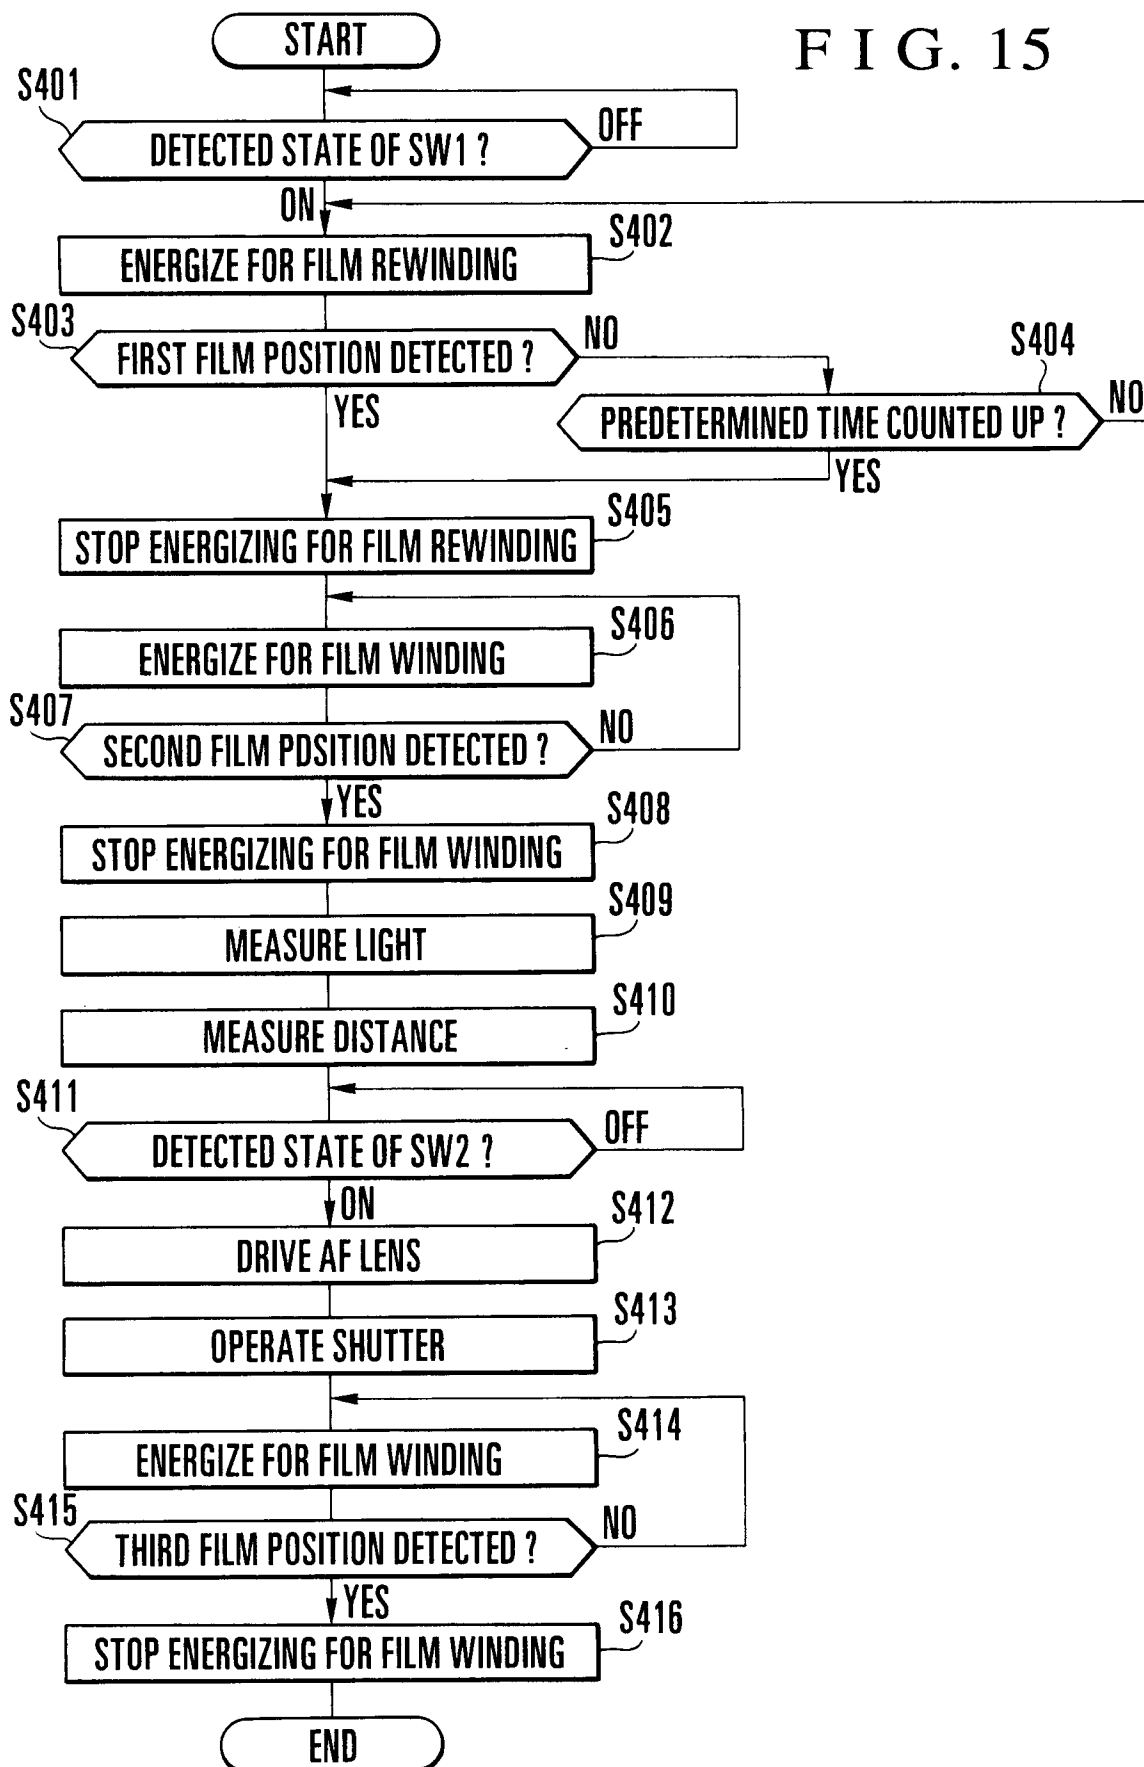 START
F I G. 15
S401
DETECTED STATE OF SW1 ?
OFF
ON
S402
ENERGIZE FOR FILM REWINDING
S403
FIRST FILM POSITION DETECTED ?
NO
S404
PREDETERMINED TIME COUNTED UP ?
NO
YES
YES
S405
STOP ENERGIZING FOR FILM REWINDING
S406
ENERGIZE FOR FILM WINDING
S407
SECOND FILM PDSITION DETECTED ?
NO
YES
S408
STOP ENERGIZING FOR FILM WINDING
S409
MEASURE LIGHT
S410
MEASURE DISTANCE
S411
DETECTED STATE OF SW2 ?
OFF
ON
S412
DRIVE AF LENS
S413
OPERATE SHUTTER
S414
ENERGIZE FOR FILM WINDING
S415
THIRD FILM POSITION DETECTED ?
NO
YES
S416
STOP ENERGIZING FOR FILM WINDING
END